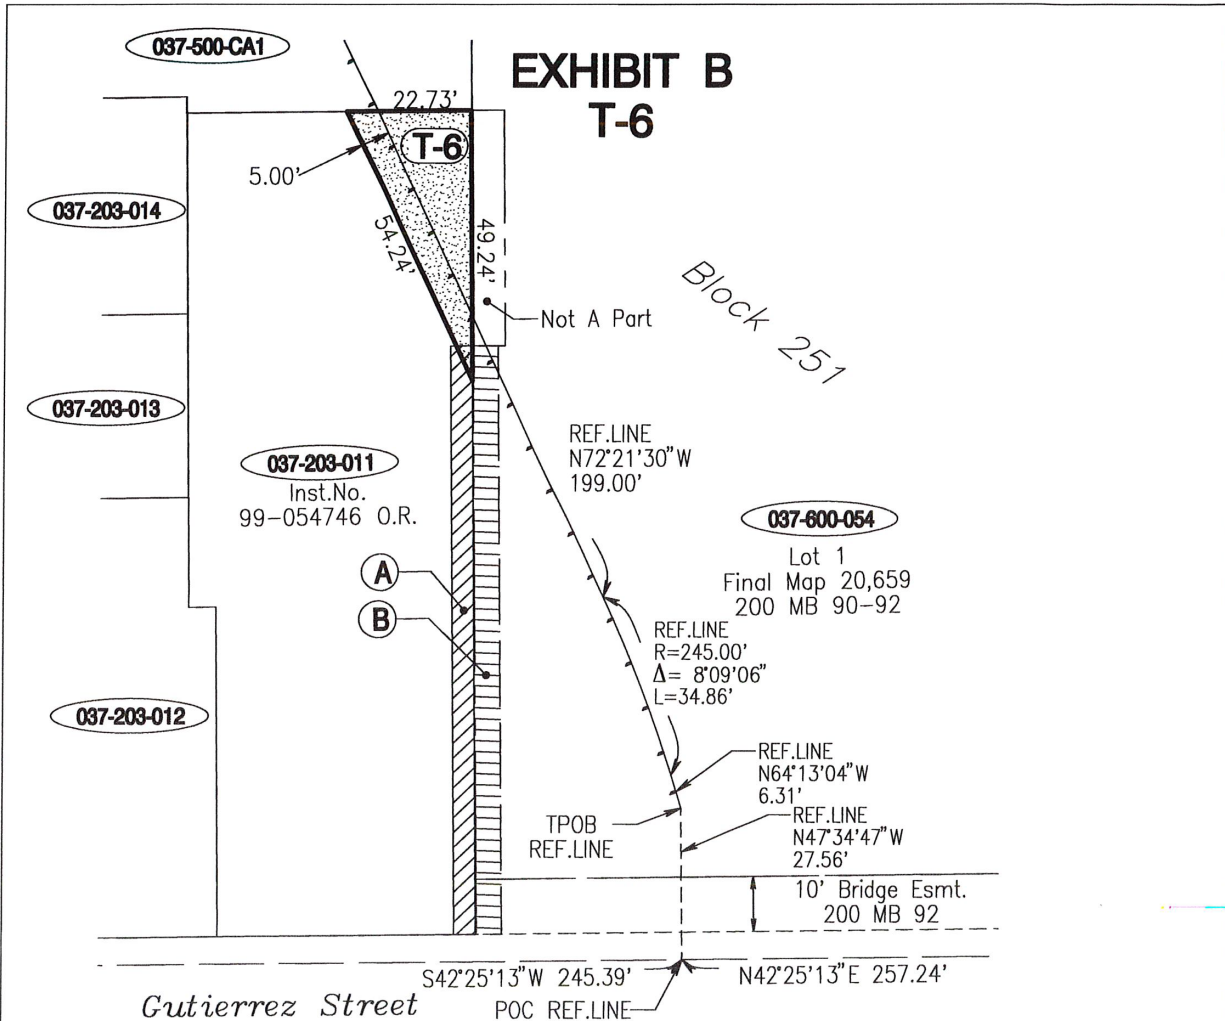 037-500-CA1
EXHIBIT B
T-6
22.73'
T-6
5.00'
037-203-014
54.24'
49.24'
Not A Part
Block 251
037-203-013
REF.LINE
N72°21'30"W
199.00'
037-203-011
Inst.No.
99-054746 O.R.
037-600-054
Lot 1
Final Map 20,659
200 MB 90-92
A
B
REF.LINE
R=245.00'
Δ= 8°09'06"
L=34.86'
037-203-012
REF.LINE
N64°13'04"W
6.31'
TPOB
REF.LINE
REF.LINE
N47°34'47"W
27.56'
10' Bridge Esmt.
200 MB 92
S42°25'13"W 245.39'
N42°25'13"E 257.24'
Gutierrez Street
POC REF.LINE